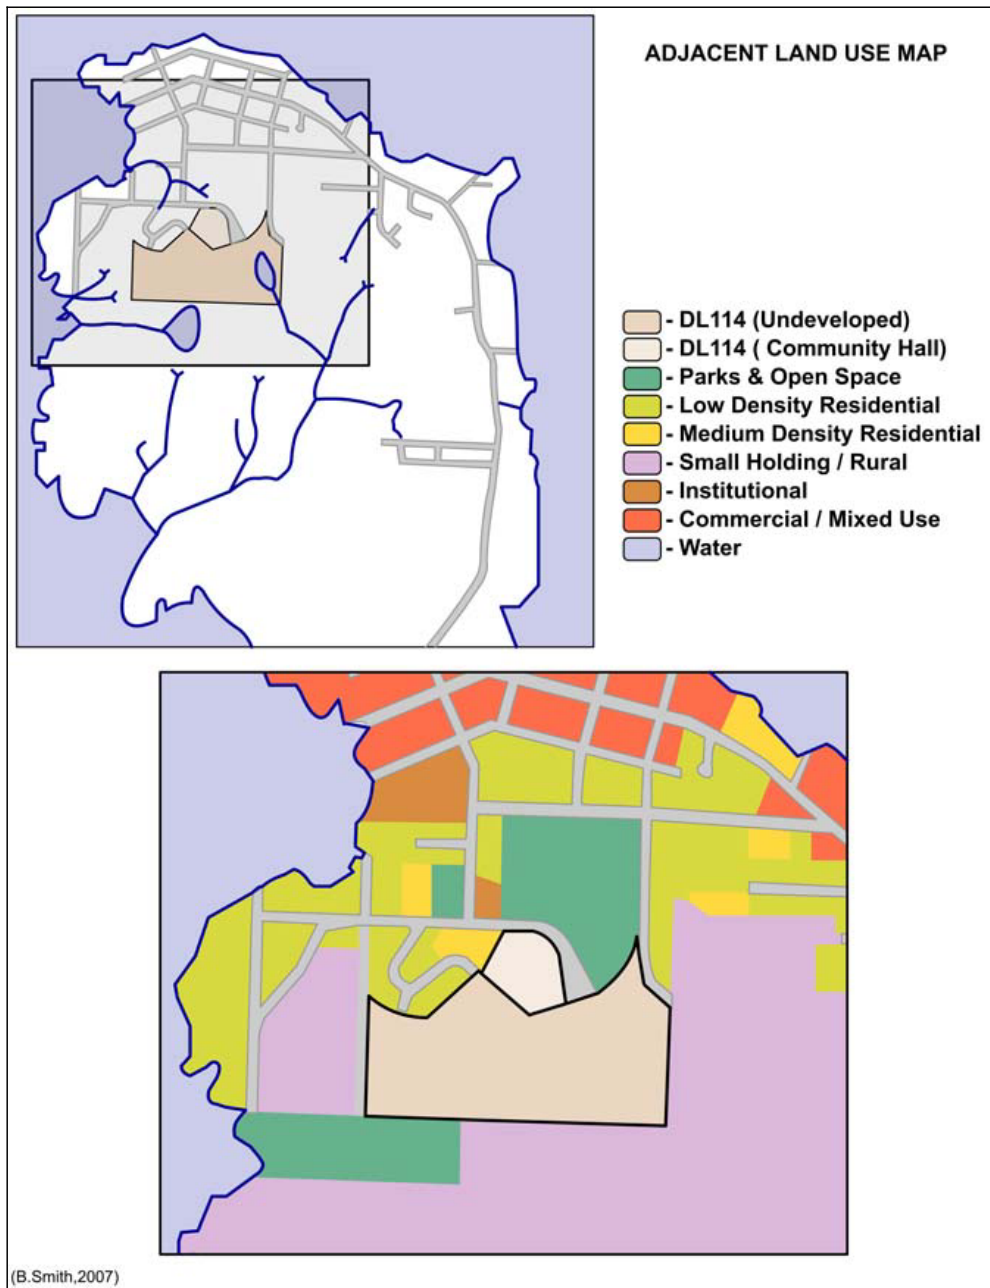 ADJACENT LAND USE MAP
- DL114 (Undeveloped)
- DL114 ( Community Hall)
- Parks & Open Space
- Low Density Residential
- Medium Density Residential
- Small Holding / Rural
- Institutional
- Commercial / Mixed Use
- Water
(B.Smith,2007)